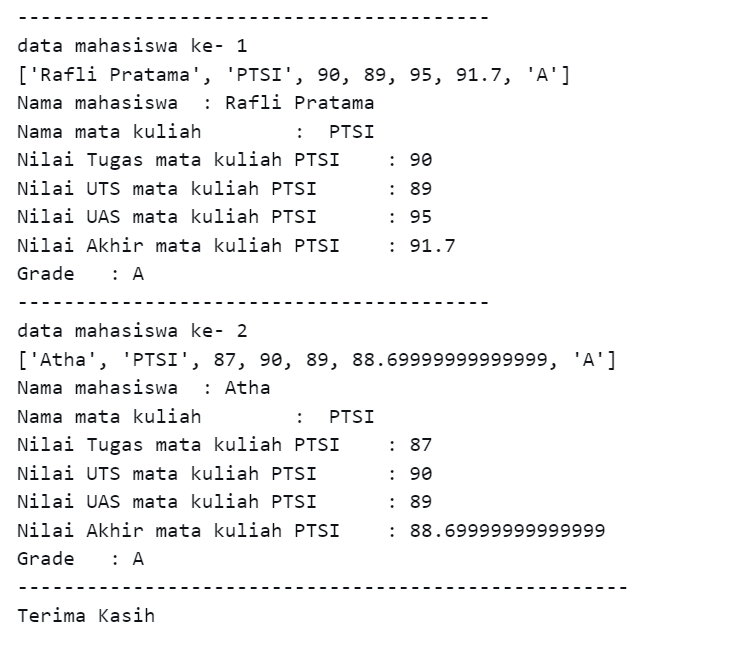 -----------------------------------------
data mahasiswa ke- 1
['Rafli Pratama', 'PTSI', 90, 89, 95, 91.7, 'A']
Nama mahasiswa  : Rafli Pratama
Nama mata kuliah        :  PTSI
Nilai Tugas mata kuliah PTSI    : 90
Nilai UTS mata kuliah PTSI      : 89
Nilai UAS mata kuliah PTSI      : 95
Nilai Akhir mata kuliah PTSI    : 91.7
Grade   : A
-----------------------------------------
data mahasiswa ke- 2
['Atha', 'PTSI', 87, 90, 89, 88.69999999999999, 'A']
Nama mahasiswa  : Atha
Nama mata kuliah        :  PTSI
Nilai Tugas mata kuliah PTSI    : 87
Nilai UTS mata kuliah PTSI      : 90
Nilai UAS mata kuliah PTSI      : 89
Nilai Akhir mata kuliah PTSI    : 88.69999999999999
Grade   : A
-----------------------------------------------------
Terima Kasih